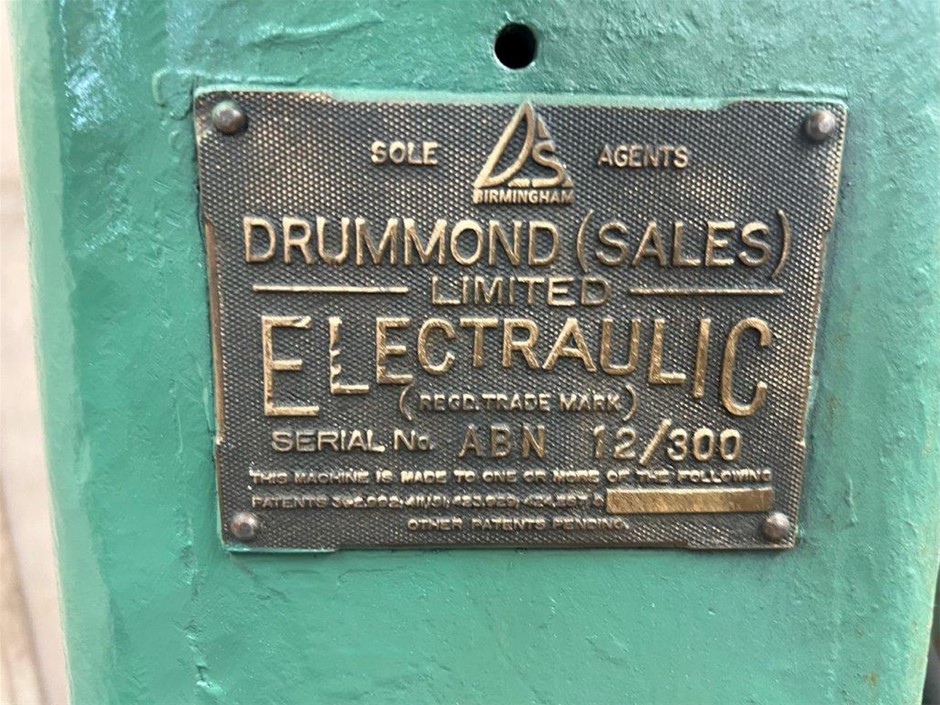 SOLE DS AGENTS
BIRMINGHAM
DRUMMOND (SALES)
LIMITED
ELECTRAULIC
(REGD. TRADE MARK)
SERIAL No. ABN 12/300
THIS MACHINE IS MADE TO ONE OR MORE OF THE FOLLOWING
PATENTS
OTHER PATENTS PENDING.